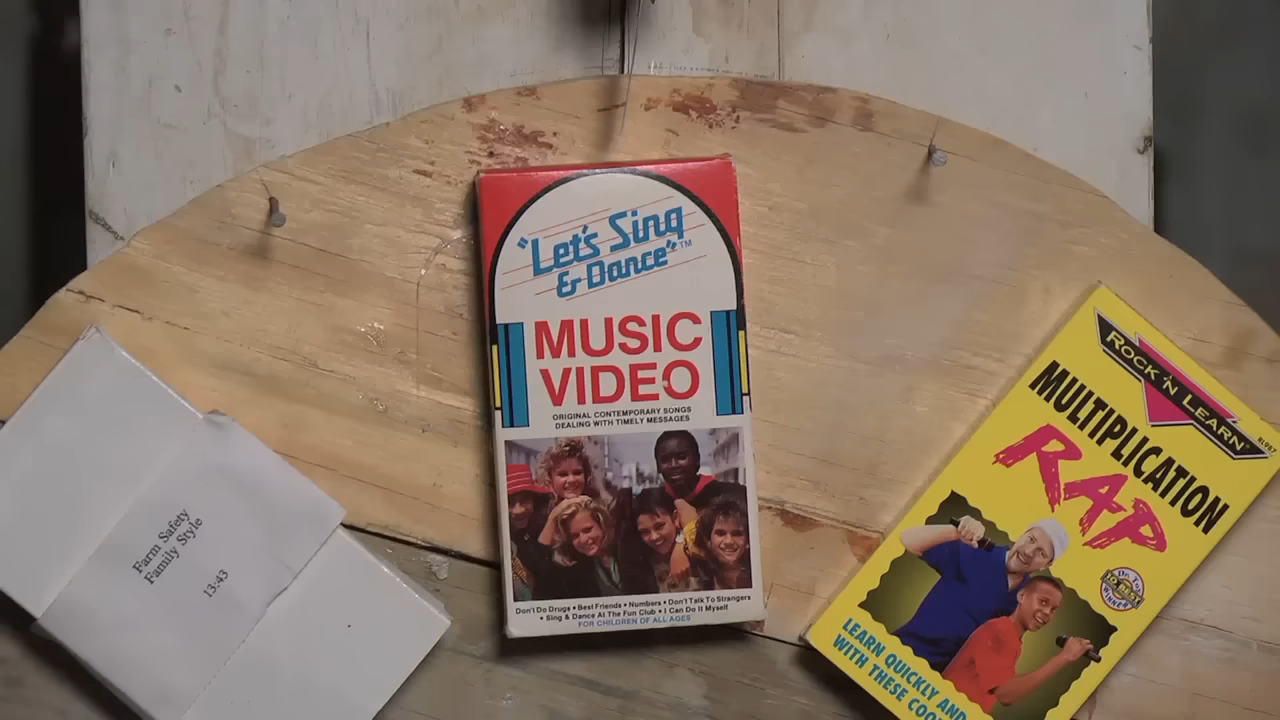 Farm Safety
Family Style
13:43
"Let's Sing
& Dance"™
MUSIC
VIDEO
ORIGINAL CONTEMPORARY SONGS
DEALING WITH TIMELY MESSAGES
Don't Do Drugs • Best Friends • Numbers • Don't Talk To Strangers
• Sing & Dance At The Fun Club • I Can Do It Myself
FOR CHILDREN OF ALL AGES
ROCK 'N LEARN
MULTIPLICATION
RAP
LEARN QUICKLY AND
WITH THESE